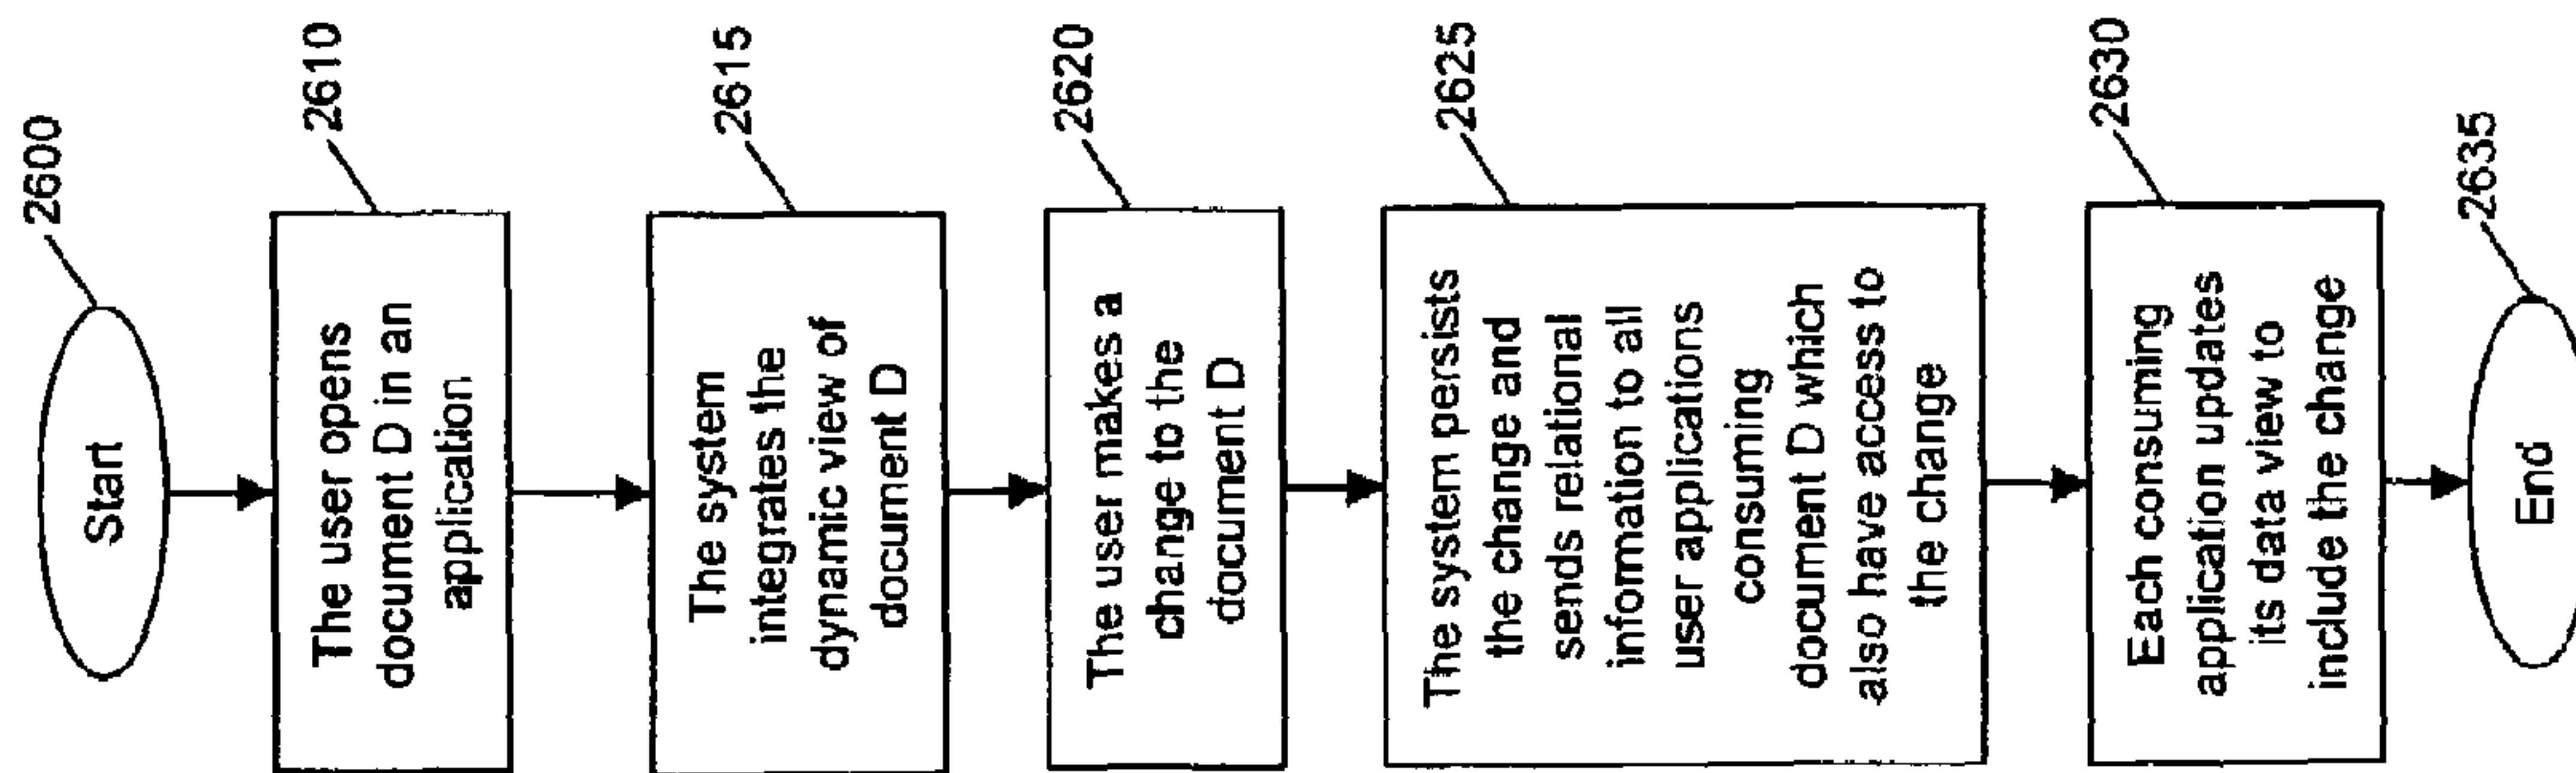 2600
Start
2610
The user opens
document D in an
application
2615
The system
integrates the
dynamic view of
document D
2620
The user makes a
change to the
document D
2625
The system persists
the change and
sends relational
information to all
user applications
consuming
document D which
also have access to
the change
2630
Each consuming
application updates
its data view to
include the change
2635
End